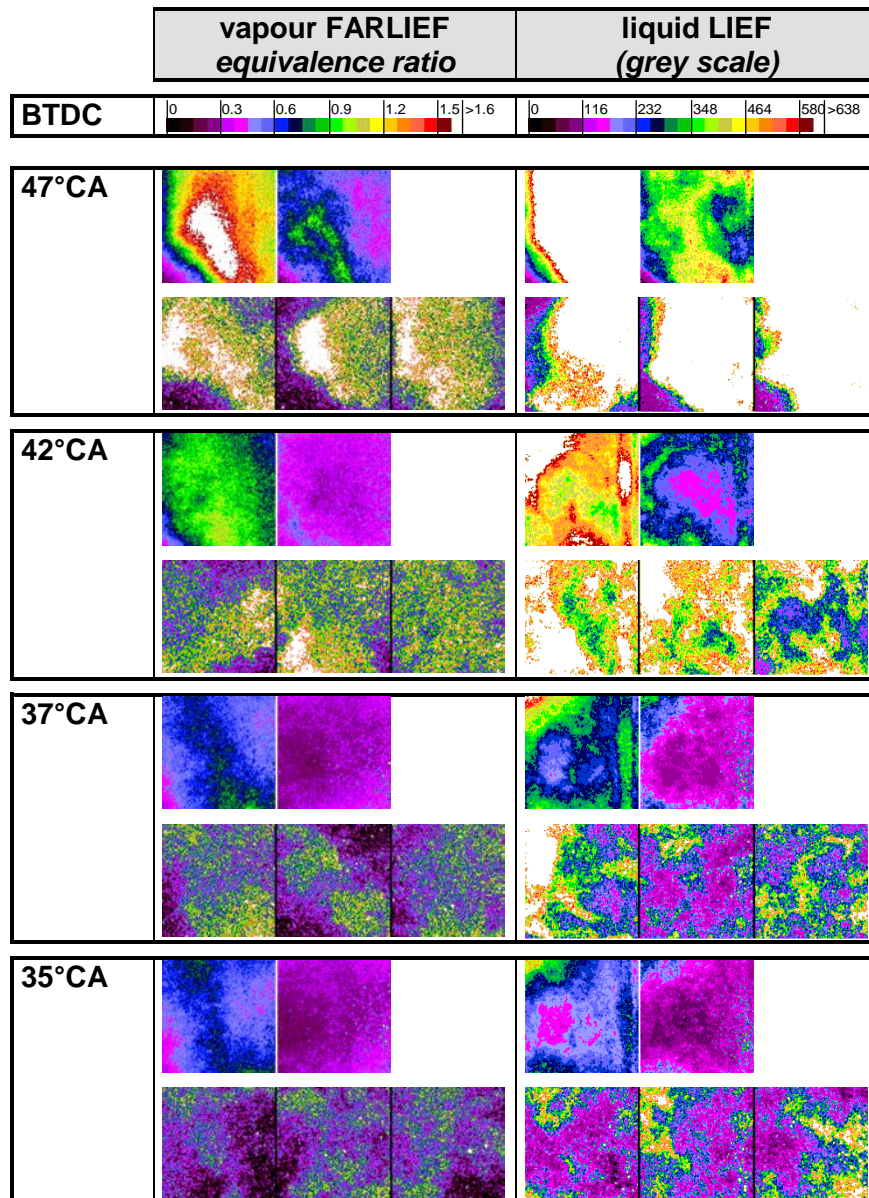 vapour FARLIEF
equivalence ratio
liquid LIEF
(grey scale)
BTDC
0 0.3 0.6 0.9 1.2 1.5 >1.6
0 116 232 348 464 580 >638
47°CA
42°CA
37°CA
35°CA